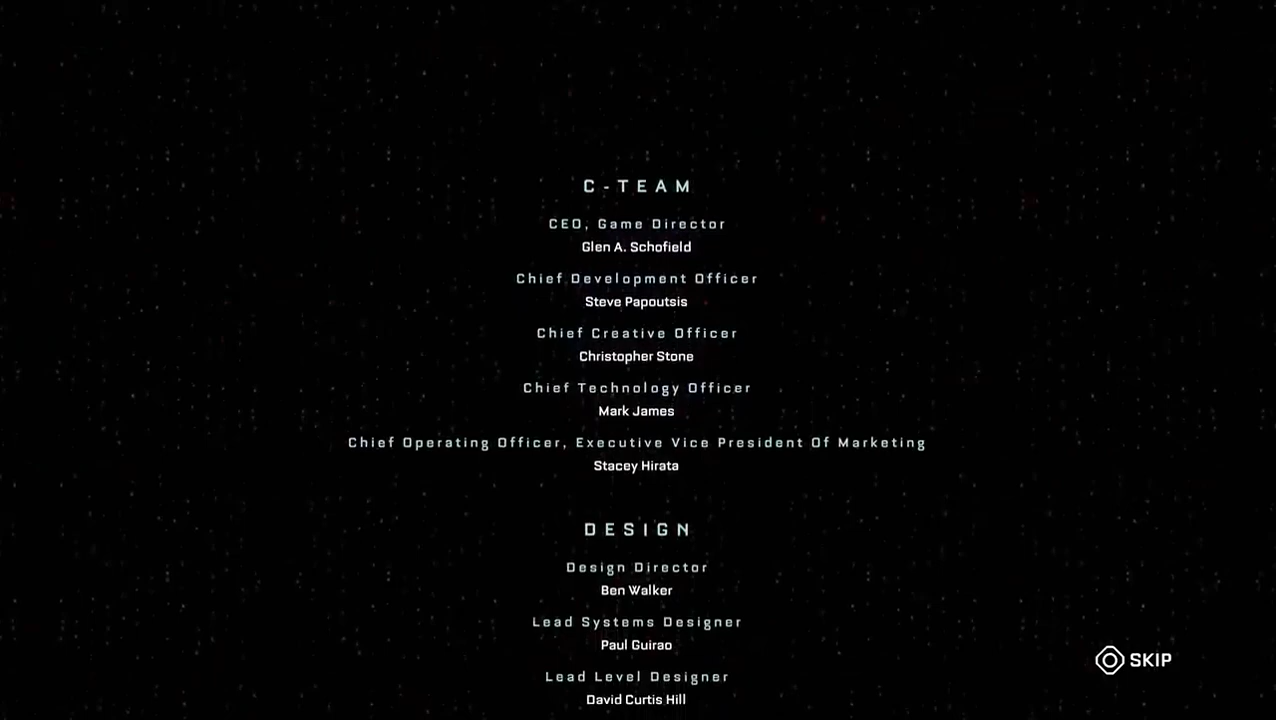 C-TEAM
CEO, Game Director
Glen A. Schofield
Chief Development Officer
Steve Papoutsis
Chief Creative Officer
Christopher Stone
Chief Technology Officer
Mark James
Chief Operating Officer, Executive Vice President Of Marketing
Stacey Hirata
DESIGN
Design Director
Ben Walker
Lead Systems Designer
Paul Guirao
Lead Level Designer
David Curtis Hill
SKIP